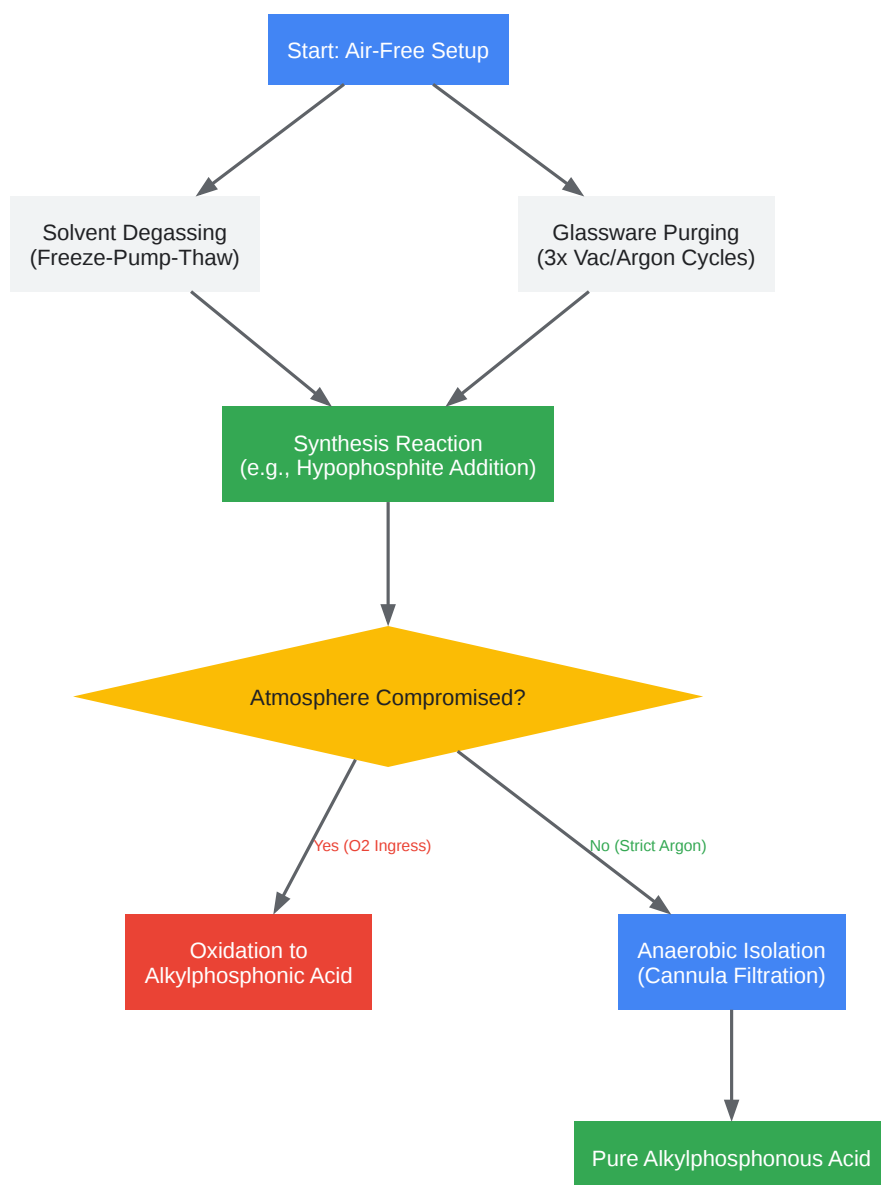 Start: Air-Free Setup
Solvent Degassing
(Freeze-Pump-Thaw)
Glassware Purging
(3x Vac/Argon Cycles)
Synthesis Reaction
(e.g., Hypophosphite Addition)
Atmosphere Compromised?
Yes (O2 Ingress)
No (Strict Argon)
Oxidation to
Alkylphosphonic Acid
Anaerobic Isolation
(Cannula Filtration)
Pure Alkylphosphonous Acid